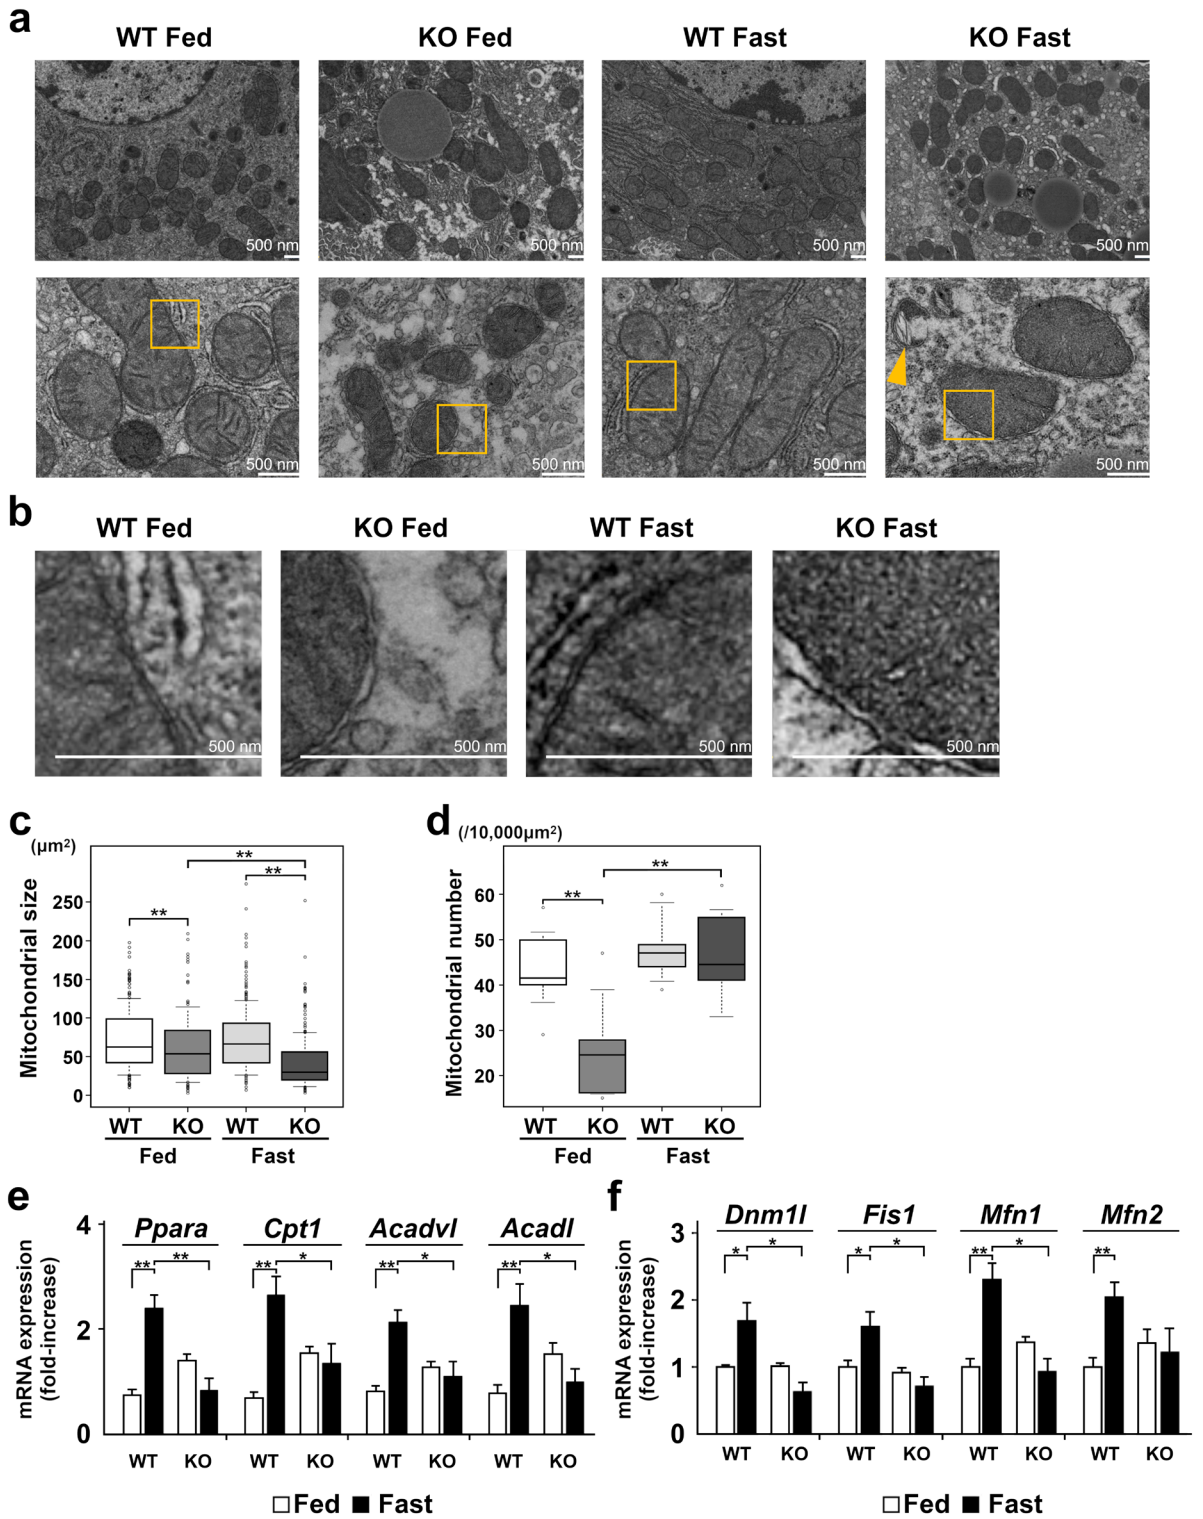 a
WT Fed KO Fed WT Fast KO Fast
500 nm 500 nm 500 nm 500 nm
500 nm 500 nm 500 nm 500 nm
b
WT Fed KO Fed WT Fast KO Fast
500 nm 500 nm 500 nm 500 nm
c
(μm²)
Mitochondrial size
250
200
150
100
50
0
** ** **
WT KO WT KO
Fed Fast
d
(/10,000μm²)
Mitochondrial number
60
50
40
30
20
** **
WT KO WT KO
Fed Fast
e
mRNA expression
(fold-increase)
4
2
0
Ppara Cpt1 Acadvl Acadl
** ** ** * ** * ** *
WT KO WT KO WT KO WT KO
Fed Fast
f
mRNA expression
(fold-increase)
3
2
1
0
Dnm1l Fis1 Mfn1 Mfn2
* * * * ** * **
WT KO WT KO WT KO WT KO
Fed Fast